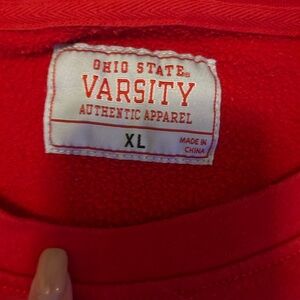 OHIO STATE®
VARSITY
AUTHENTIC APPAREL
XL
MADE IN
CHINA